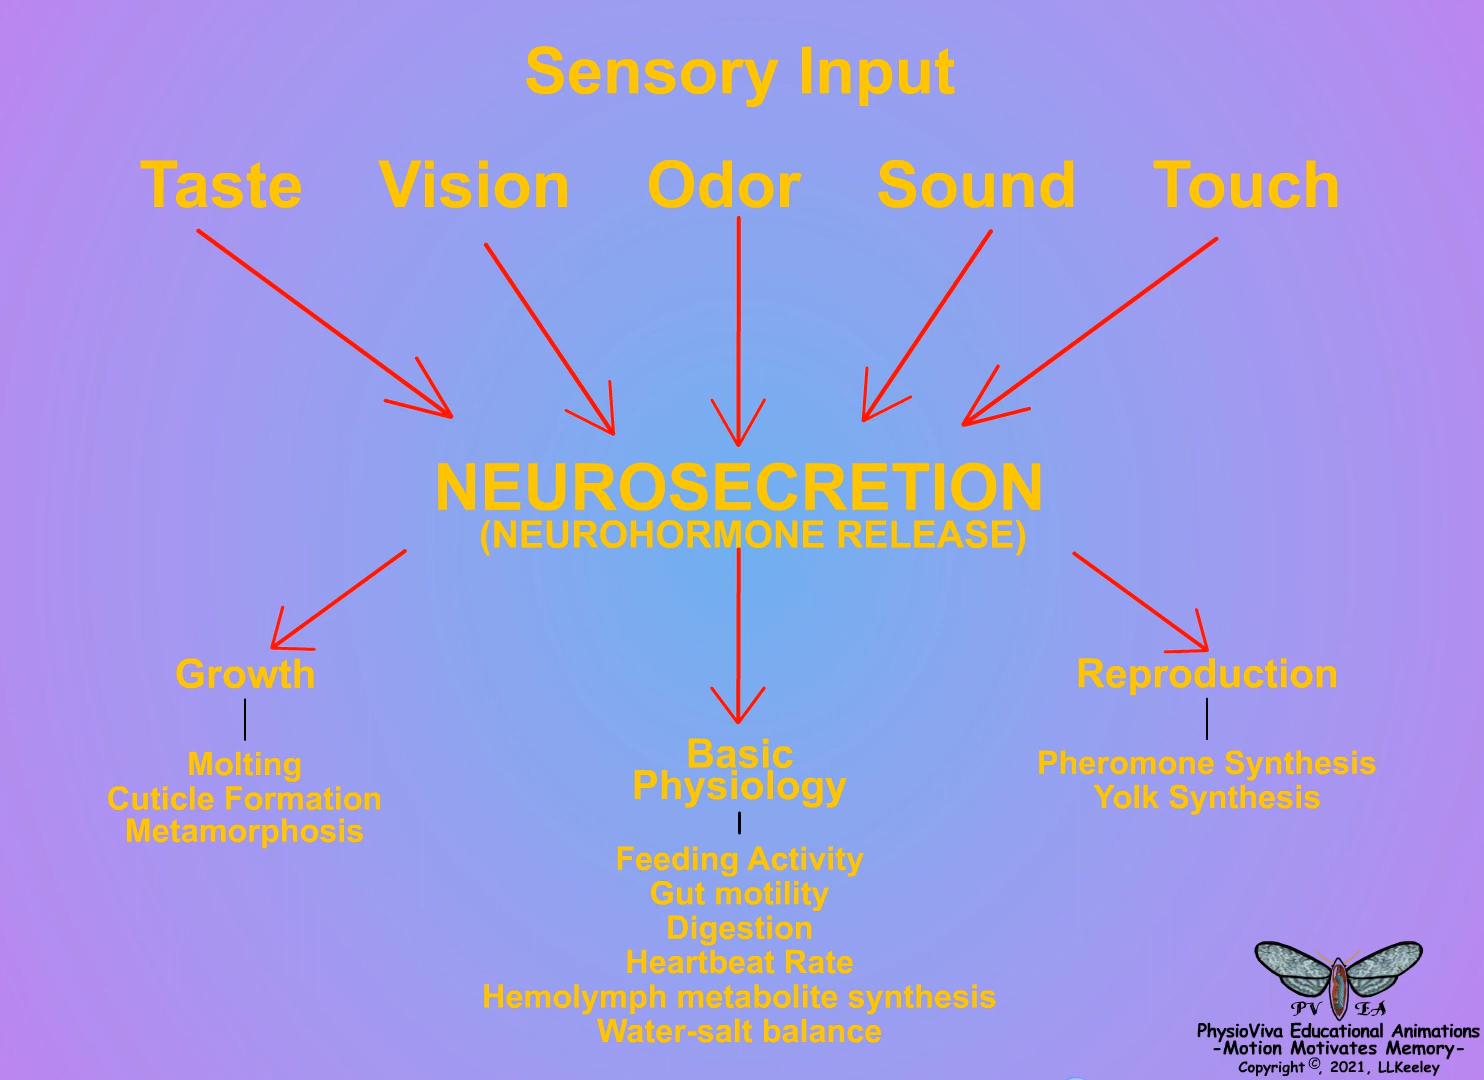 Sensory Input
Taste Vision Odor Sound Touch
NEUROSECRETION
(NEUROHORMONE RELEASE)
Growth
Molting
Cuticle Formation
Metamorphosis
Basic
Physiology
Feeding Activity
Gut motility
Digestion
Heartbeat Rate
Hemolymph metabolite synthesis
Water-salt balance
Reproduction
Pheromone Synthesis
Yolk Synthesis
PV EA
PhysioViva Educational Animations
-Motion Motivates Memory-
Copyright ©, 2021, LLKeeley